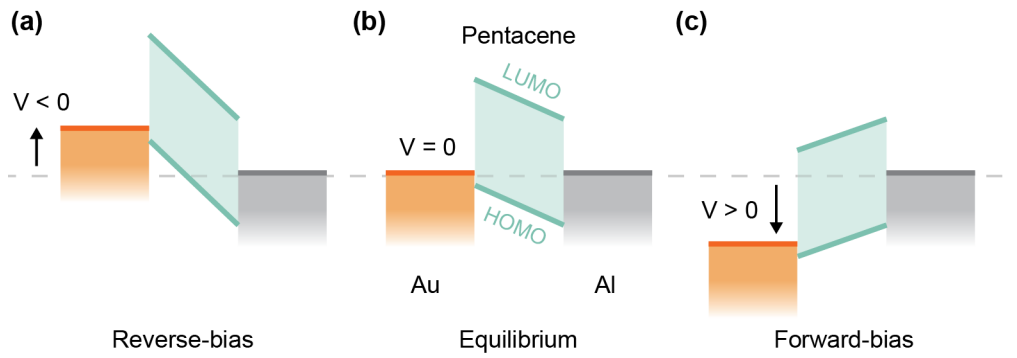 (a)
V < 0
Reverse-bias
(b)
Pentacene
LUMO
V = 0
HOMO
Au
Al
Equilibrium
(c)
V > 0
Forward-bias